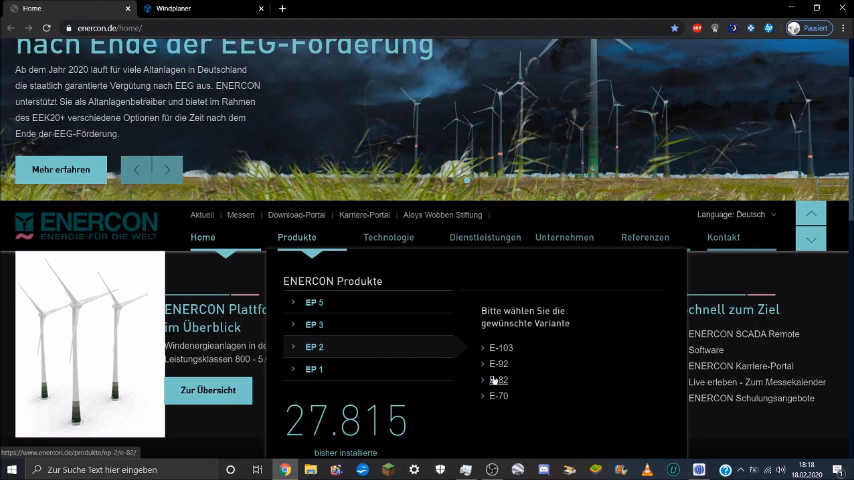 Home
Windplaner
enercon.de/home/
Pausiert
nach Ende der EEG-Förderung
Ab dem Jahre 2020 läuft für viele Altanlagen in Deutschland
die staatlich garantierte Vergütung nach EEG aus. ENERCON
unterstützt Sie als Altanlagenbetreiber und bietet im Rahmen
des EEK20+ verschiedene Optionen für die Zeit nach dem
Ende der EEG-Förderung.
Mehr erfahren
ENERCON
ENERGIE FÜR DIE WELT
Aktuell | Messen | Download-Portal | Karriere-Portal | Aloys Wobben Stiftung |
Language: Deutsch
Home Produkte Technologie Dienstleistungen Unternehmen Referenzen Kontakt
ENERCON Produkte
EP 5
EP 3
EP 2
EP 1
Bitte wählen Sie die
gewünschte Variante
E-103
E-92
E-82
E-70
27.815
bisher installierte
ENERCON Plattfo
im Überblick
Windenergieanlagen in de
Leistungsklassen 800 - 5.
Zur Übersicht
chnell zum Ziel
ENERCON SCADA Remote
Software
ENERCON Karriere-Portal
Live erleben - Zum Messekalender
ENERCON Schulungsangebote
https://www.enercon.de/produkte/ep-2/e-82/
Zur Suche Text hier eingeben
18:18
18.02.2020